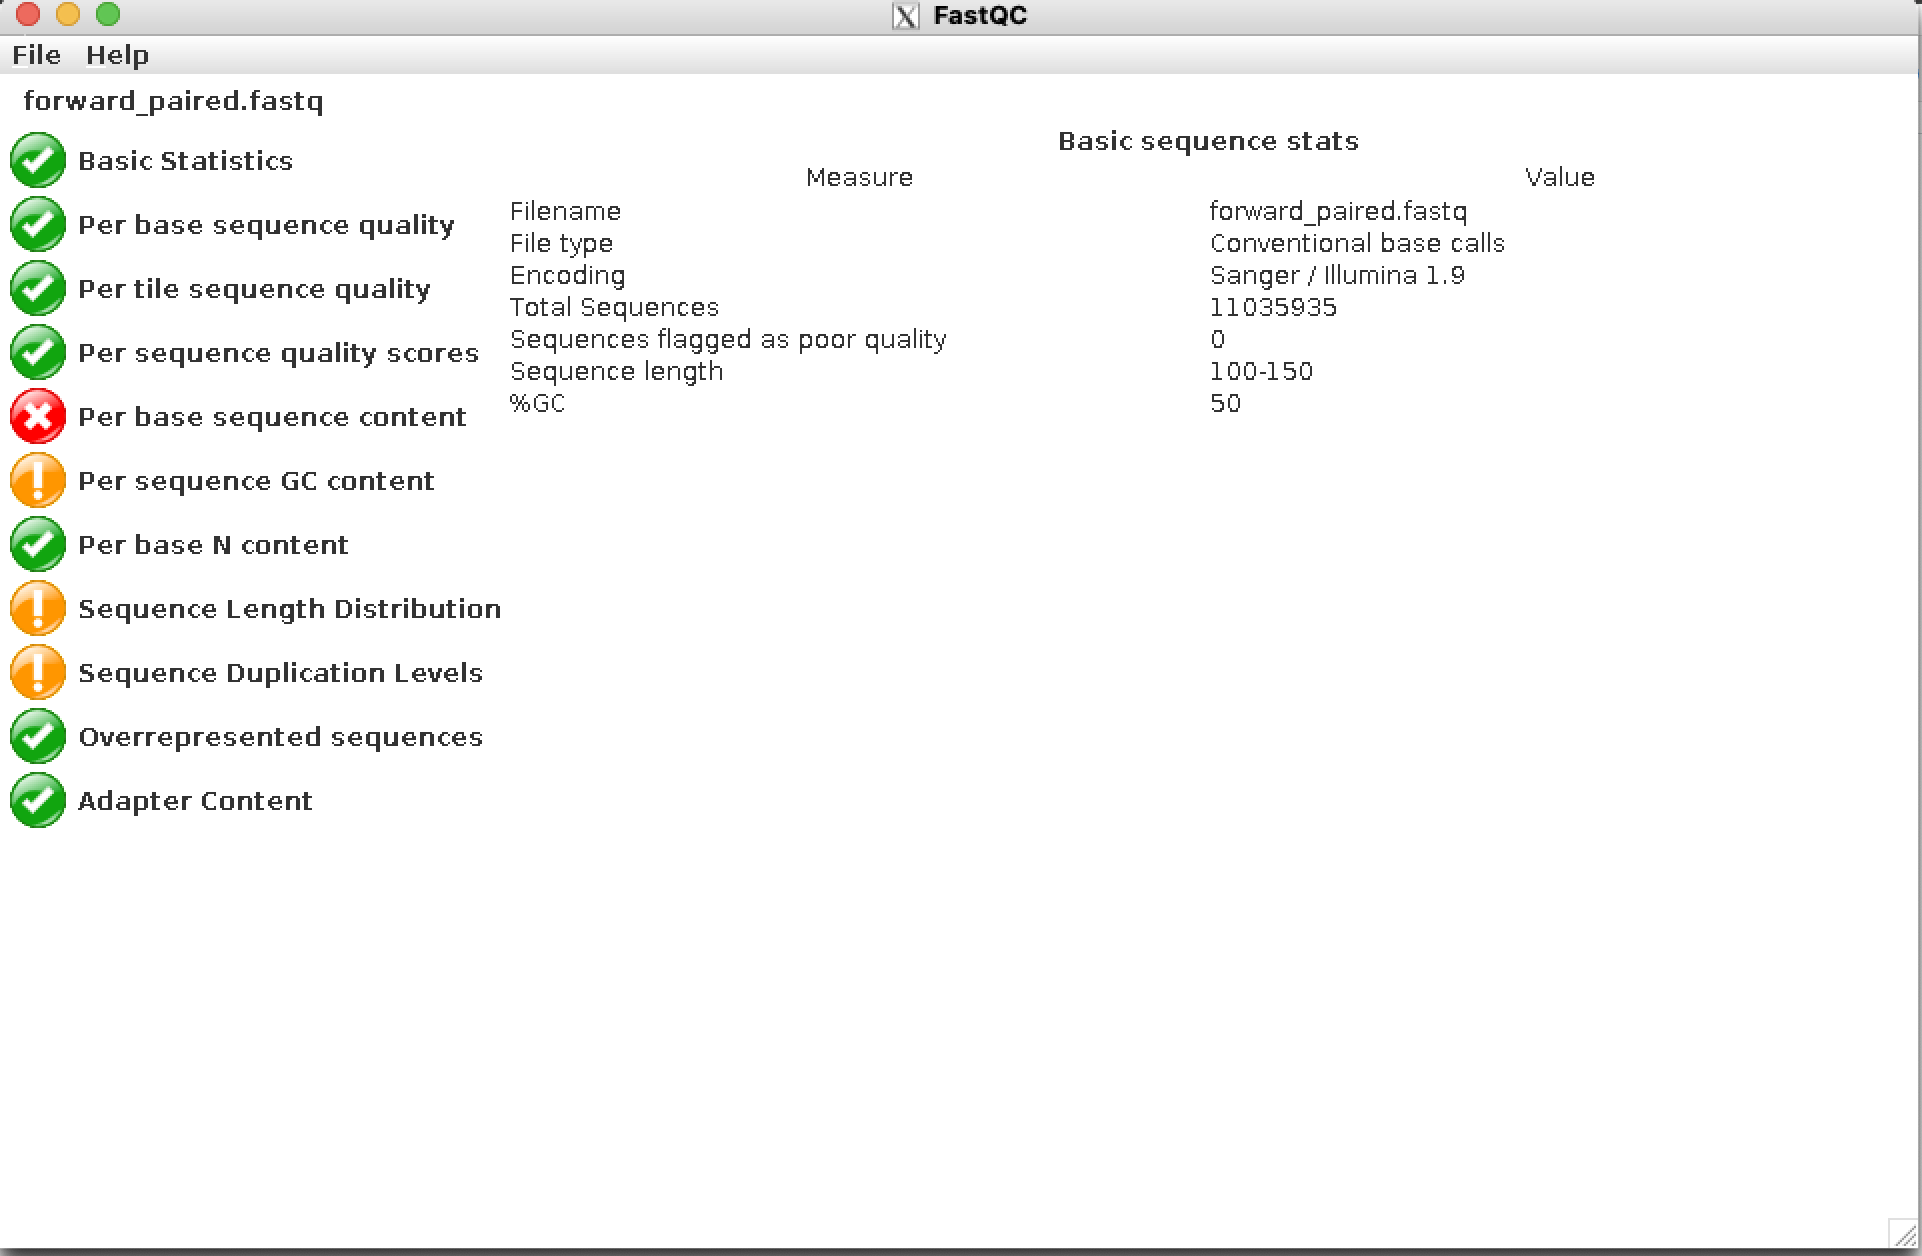 FastQC
File Help
forward_paired.fastq
Basic Statistics
Per base sequence quality
Per tile sequence quality
Per sequence quality scores
Per base sequence content
Per sequence GC content
Per base N content
Sequence Length Distribution
Sequence Duplication Levels
Overrepresented sequences
Adapter Content
Basic sequence stats
Measure Value
Filename forward_paired.fastq
File type Conventional base calls
Encoding Sanger / Illumina 1.9
Total Sequences 11035935
Sequences flagged as poor quality 0
Sequence length 100-150
%GC 50